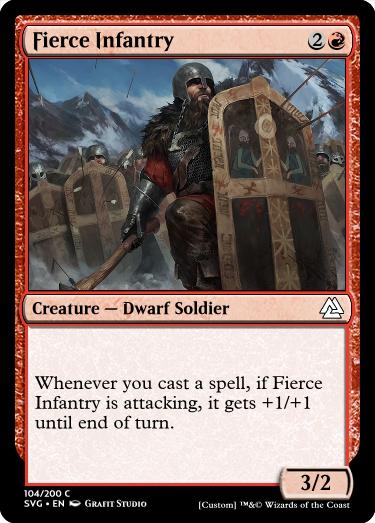 Fierce Infantry 2
Creature — Dwarf Soldier
Whenever you cast a spell, if Fierce
Infantry is attacking, it gets +1/+1
until end of turn.
3/2
104/200 C
SVG • EN Grafit Studio
[Custom] ™&© Wizards of the Coast